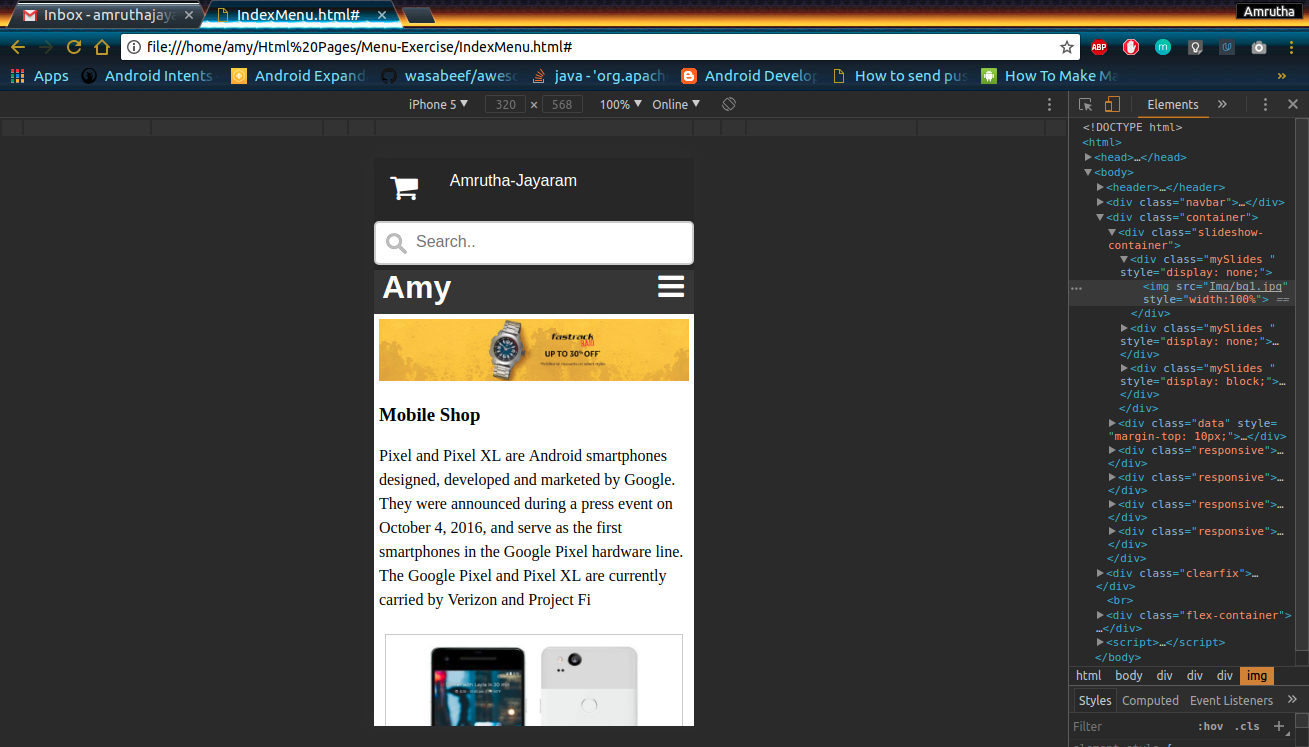 Inbox - amruthajaya
IndexMenu.html#
Amrutha
file:///home/amy/Html%20Pages/Menu-Exercise/IndexMenu.html#
ABP
m
Apps
Android Intents
Android Expand
wasabeef/aweso
java - 'org.apach
Android Develop
How to send pus
How To Make Ma
»
iPhone 5 ▼ 320 × 568 100% ▼ Online ▼
Elements »
<!DOCTYPE html>
<html>
<head>…</head>
<body>
<header>…</header>
<div class="navbar">…</div>
<div class="container">
<div class="slideshow-
container">
<div class="mySlides "
style="display: none;">
<img src="Img/bg1.jpg"
style="width:100%"> ==
</div>
<div class="mySlides "
style="display: none;">…
</div>
<div class="mySlides "
style="display: block;">…
</div>
</div>
<div class="data" style=
"margin-top: 10px;">…</div>
<div class="responsive">…
</div>
<div class="responsive">…
</div>
<div class="responsive">…
</div>
<div class="responsive">…
</div>
</div>
<div class="clearfix">…
</div>
<br>
<div class="flex-container">
…</div>
<script>…</script>
</body>
html body div div div img
Styles Computed Event Listeners »
Filter :hov .cls +
Amrutha-Jayaram
Search..
Amy
fastrack
UP TO 30% OFF*
Mobile Shop
Pixel and Pixel XL are Android smartphones
designed, developed and marketed by Google.
They were announced during a press event on
October 4, 2016, and serve as the first
smartphones in the Google Pixel hardware line.
The Google Pixel and Pixel XL are currently
carried by Verizon and Project Fi